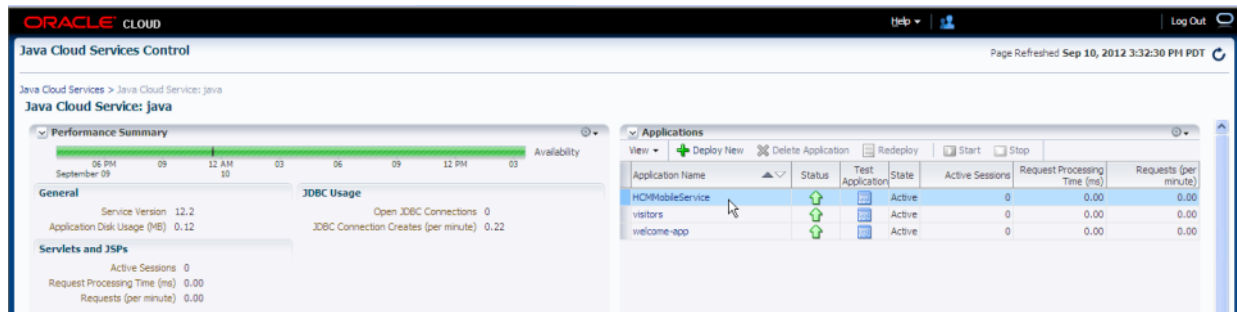 ORACLE CLOUD Help Log Out
Java Cloud Services Control Page Refreshed Sep 10, 2012 3:32:30 PM PDT
Java Cloud Services > Java Cloud Service: java
Java Cloud Service: java
Performance Summary
Availability
06 PM 09 12 AM 03 06 09 12 PM 03
September 09 10
General
Service Version 12.2
Application Disk Usage (MB) 0.12
JDBC Usage
Open JDBC Connections 0
JDBC Connection Creates (per minute) 0.22
Servlets and JSPs
Active Sessions 0
Request Processing Time (ms) 0.00
Requests (per minute) 0.00
Applications
View Deploy New Delete Application Redeploy Start Stop
Application Name Status Test Application State Active Sessions Request Processing Time (ms) Requests (per minute)
HCMMobileService Active 0 0.00 0.00
visitors Active 0 0.00 0.00
welcome-app Active 0 0.00 0.00